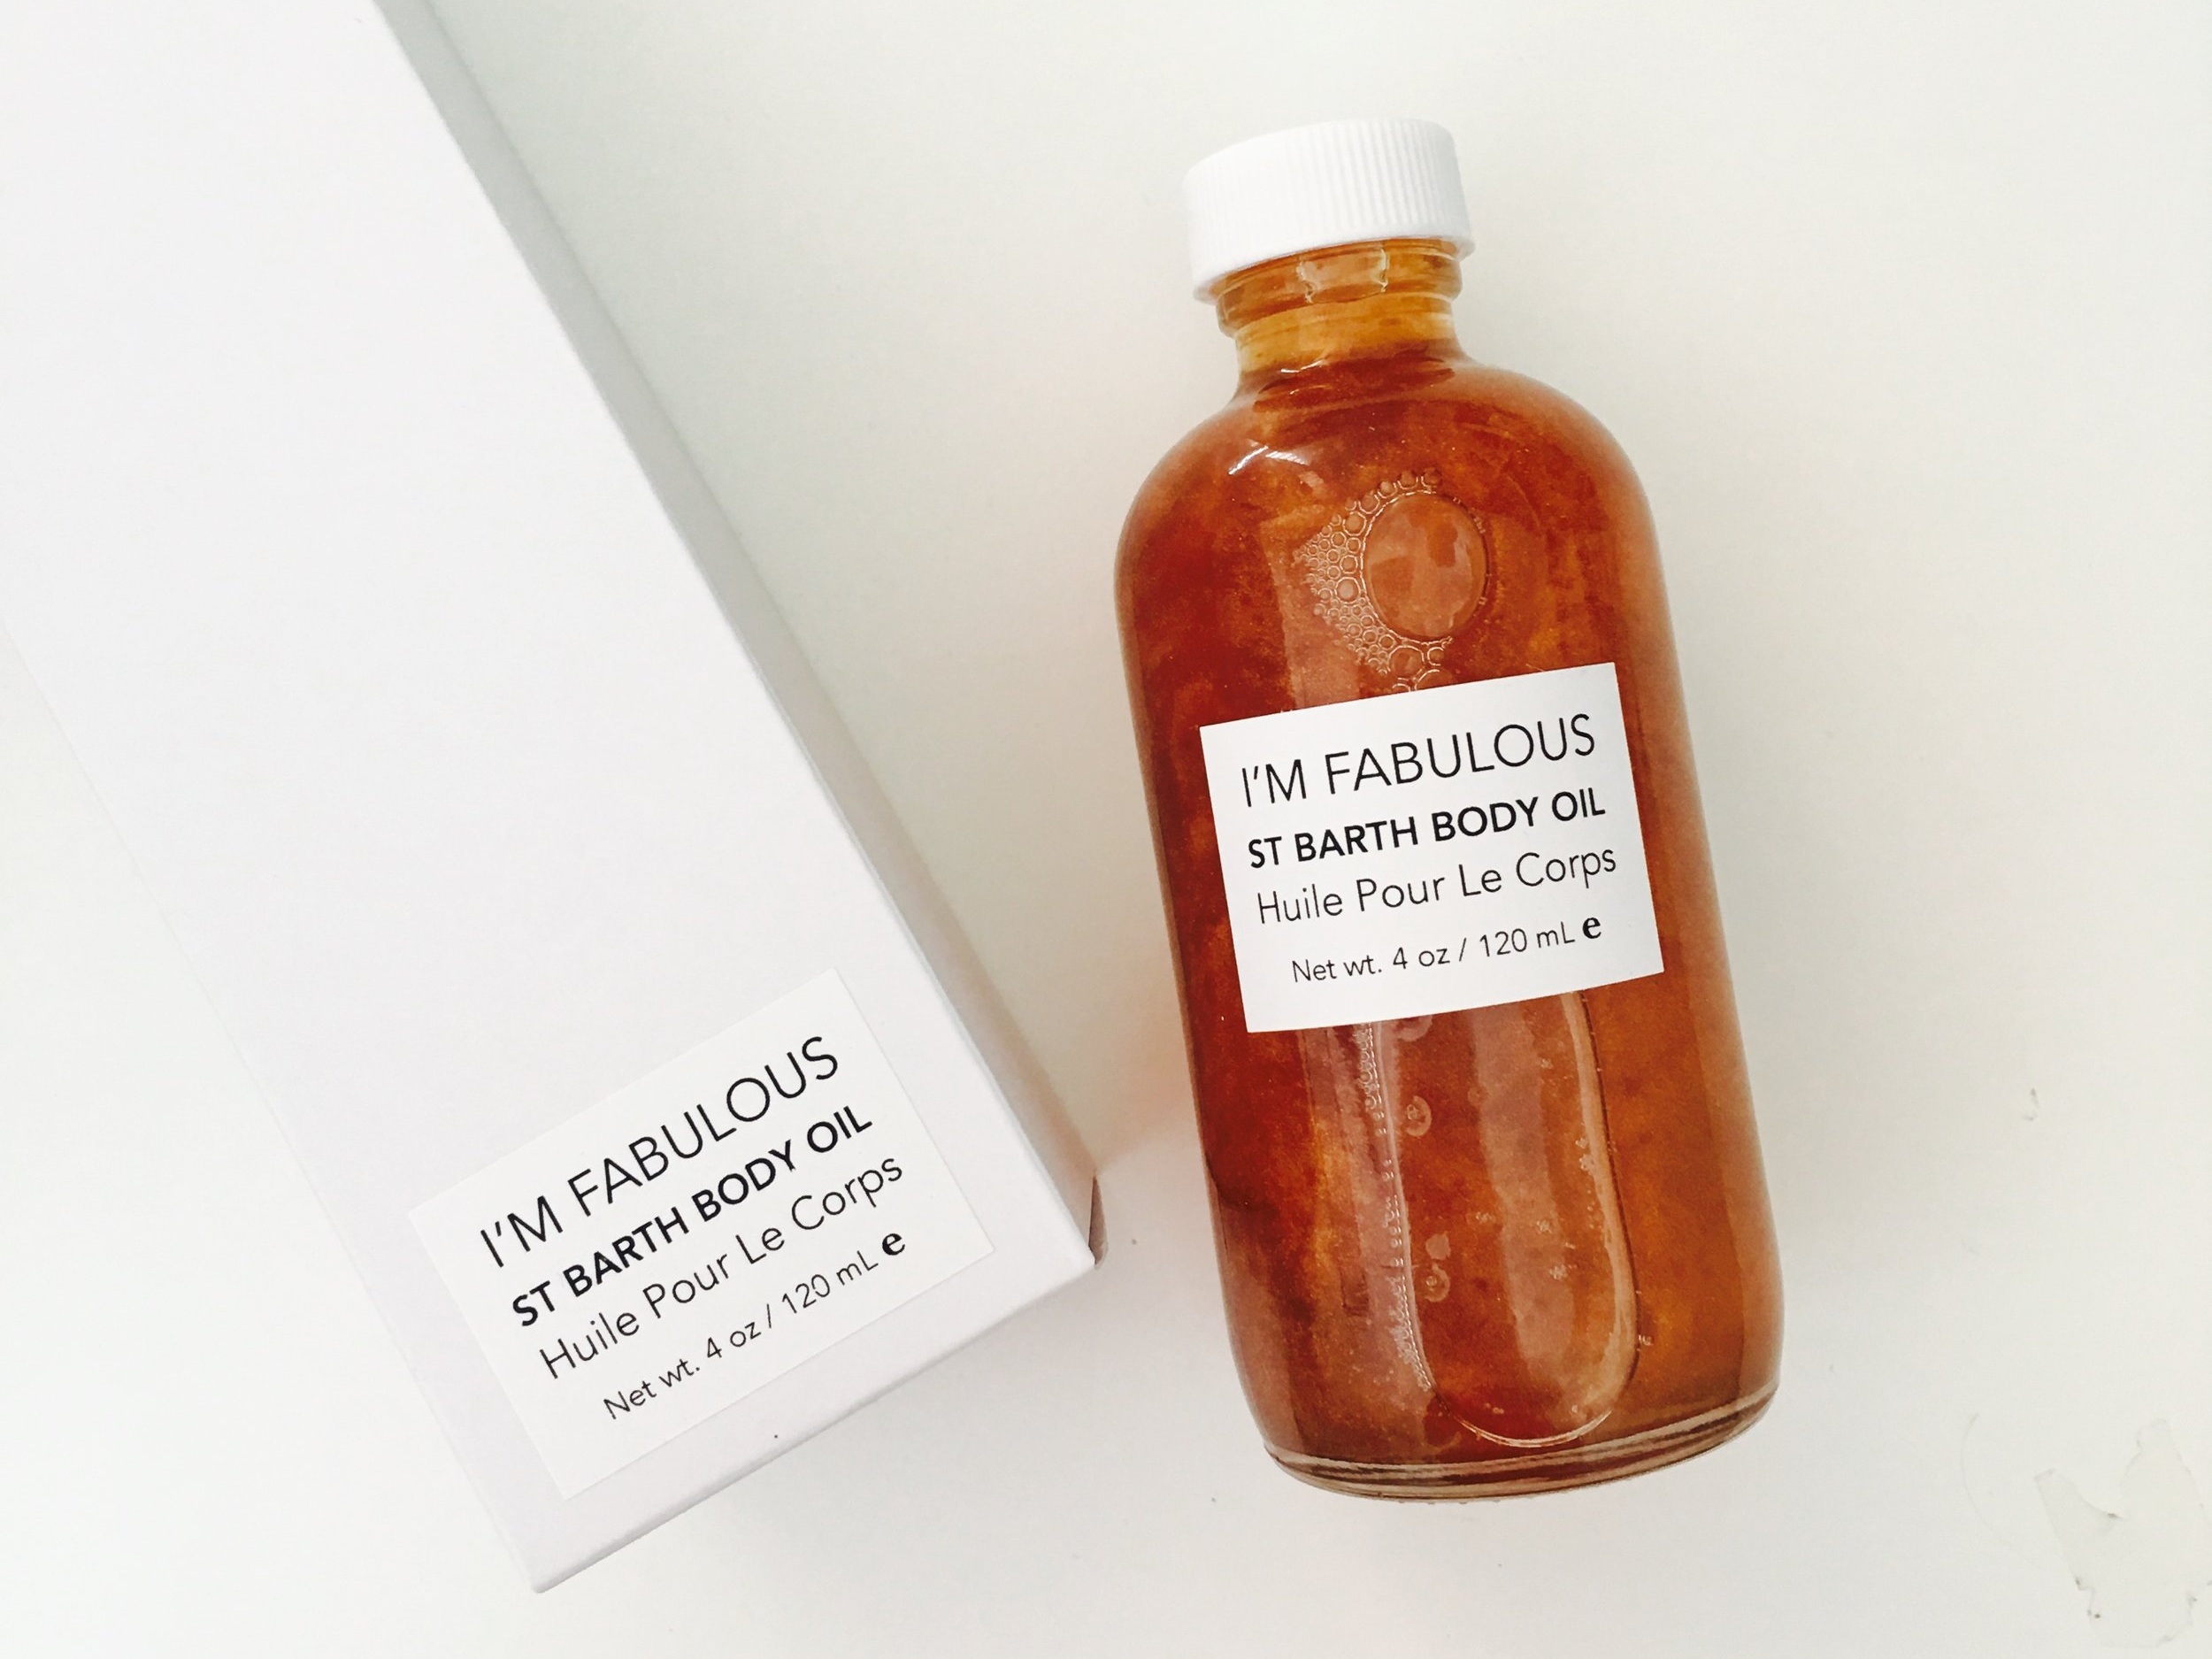 I'M FABULOUS
ST BARTH BODY OIL
Huile Pour Le Corps
Net wt. 4 oz / 120 mL e
I'M FABULOUS
ST BARTH BODY OIL
Huile Pour Le Corps
Net wt. 4 oz / 120 mL e